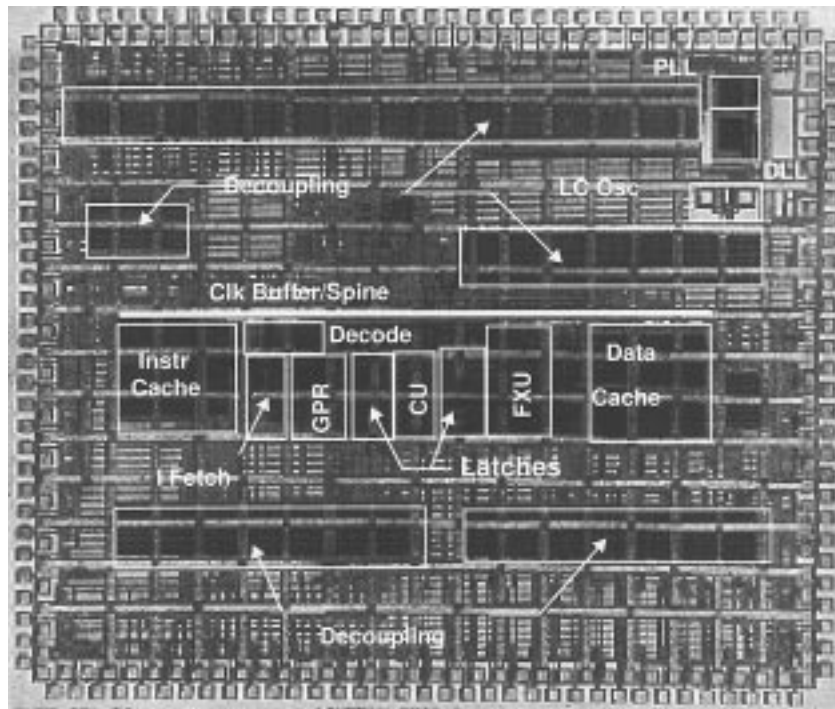 PLL
DLL
Decoupling
LC Osc
Clk Buffer/Spine
Decode
Instr
Cache
GPR
CU
FXU
Data
Cache
I Fetch
Latches
Decoupling